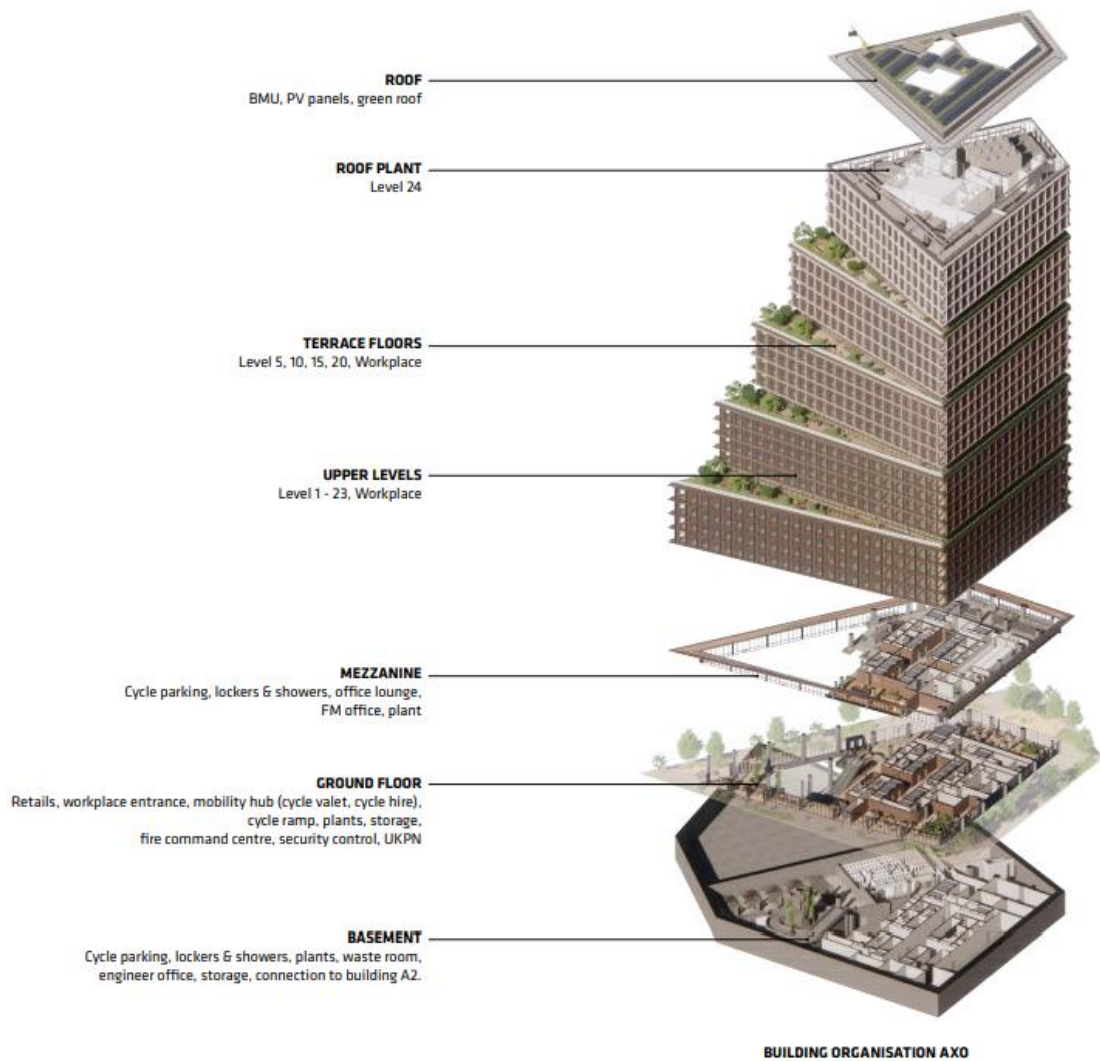 ROOF
BMU, PV panels, green roof
ROOF PLANT
Level 24
TERRACE FLOORS
Level 5, 10, 15, 20, Workplace
UPPER LEVELS
Level 1 - 23, Workplace
MEZZANINE
Cycle parking, lockers & showers, office lounge,
FM office, plant
GROUND FLOOR
Retails, workplace entrance, mobility hub (cycle valet, cycle hire),
cycle ramp, plants, storage,
fire command centre, security control, UKPN
BASEMENT
Cycle parking, lockers & showers, plants, waste room,
engineer office, storage, connection to building A2.
BUILDING ORGANISATION AXO